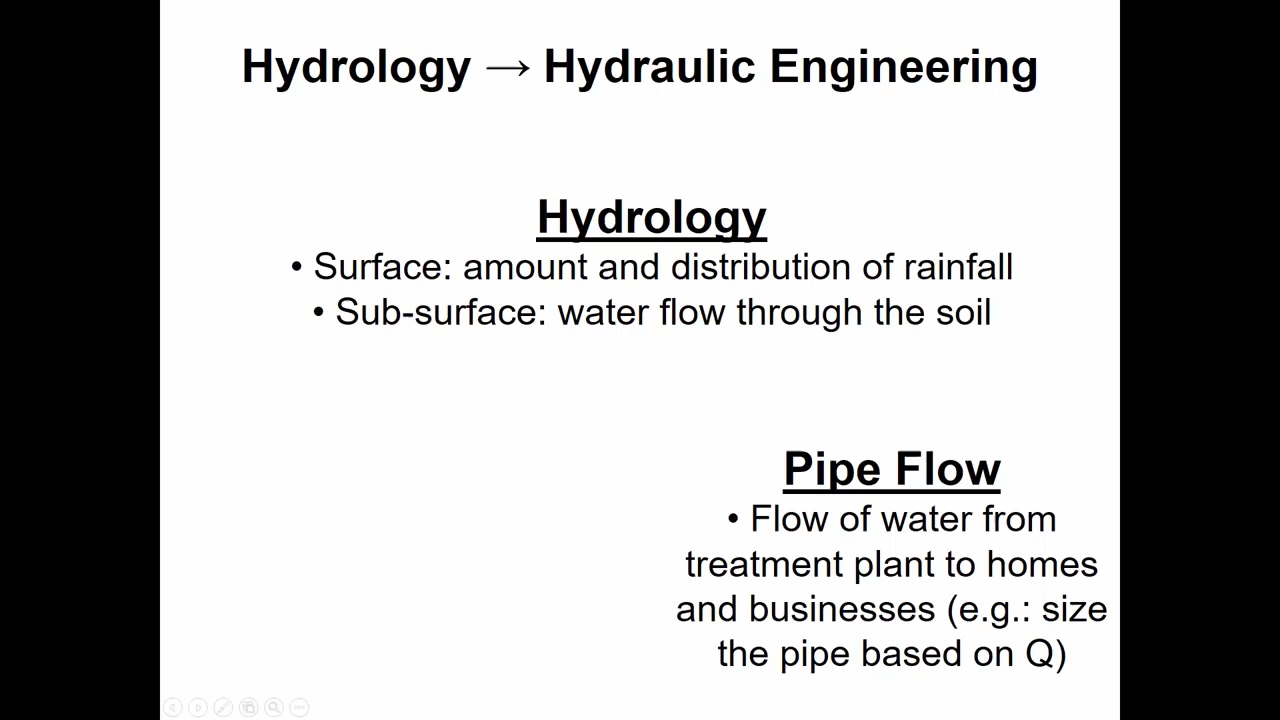 Hydrology → Hydraulic Engineering
Hydrology
• Surface: amount and distribution of rainfall
• Sub-surface: water flow through the soil
Pipe Flow
• Flow of water from
treatment plant to homes
and businesses (e.g.: size
the pipe based on Q)